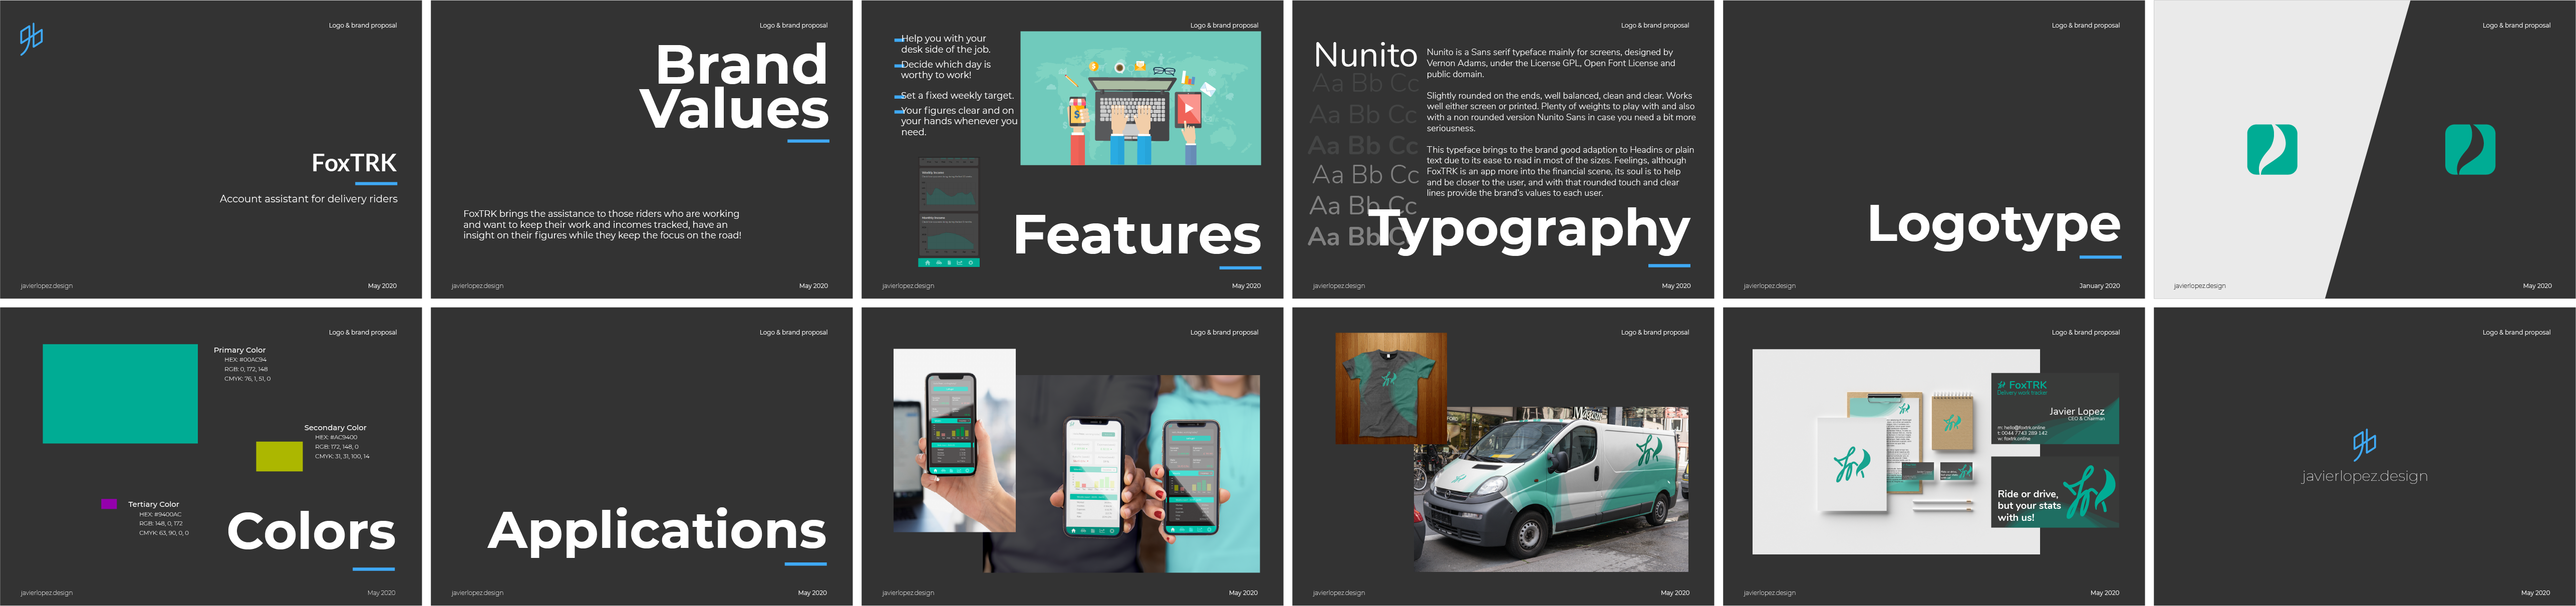 Logo & brand proposal
FoxTRK
Account assistant for delivery riders
javierlopez.design
May 2020
Logo & brand proposal
Brand
Values
FoxTRK brings the assistance to those riders who are working
and want to keep their work and incomes tracked, have an
insight on their figures while they keep the focus on the road!
javierlopez.design
May 2020
Logo & brand proposal
Help you with your
desk side of the job.
Decide which day is
worthy to work!
Set a fixed weekly target.
Your figures clear and on
your hands whenever you
need.
Features
javierlopez.design
May 2020
Logo & brand proposal
Nunito
Aa Bb Cc
Aa Bb Cc
Aa Bb Cc
Aa Bb Cc
Aa Bb Cc
Aa Bb Cc
Nunito is a Sans serif typeface mainly for screens, designed by
Vernon Adams, under the License GPL, Open Font License and
public domain.
Slightly rounded on the ends, well balanced, clean and clear. Works
well either screen or printed. Plenty of weights to play with and also
with a non rounded version Nunito Sans in case you need a bit more
seriousness.
This typeface brings to the brand good adaption to Headins or plain
text due to its ease to read in most of the sizes. Feelings, although
FoxTRK is an app more into the financial scene, its soul is to help
and be closer to the user, and with that rounded touch and clear
lines provide the brand's values to each user.
Typography
javierlopez.design
May 2020
Logo & brand proposal
Logotype
javierlopez.design
January 2020
Logo & brand proposal
javierlopez.design
May 2020
Logo & brand proposal
Primary Color
HEX: #00AC94
RGB: 0, 172, 148
CMYK: 76, 1, 51, 0
Secondary Color
HEX: #AC9400
RGB: 172, 148, 0
CMYK: 31, 31, 100, 14
Tertiary Color
HEX: #9400AC
RGB: 148, 0, 172
CMYK: 63, 90, 0, 0
Colors
javierlopez.design
May 2020
Logo & brand proposal
Applications
javierlopez.design
May 2020
Logo & brand proposal
javierlopez.design
May 2020
Logo & brand proposal
javierlopez.design
May 2020
Logo & brand proposal
FoxTRK
Delivery work tracker
Javier Lopez
CEO & Chairman
m: hello@foxtrk.online
t: 0044 7743 289 142
w: foxtrk.online
Ride or drive,
but your stats
with us!
javierlopez.design
May 2020
Logo & brand proposal
javierlopez.design